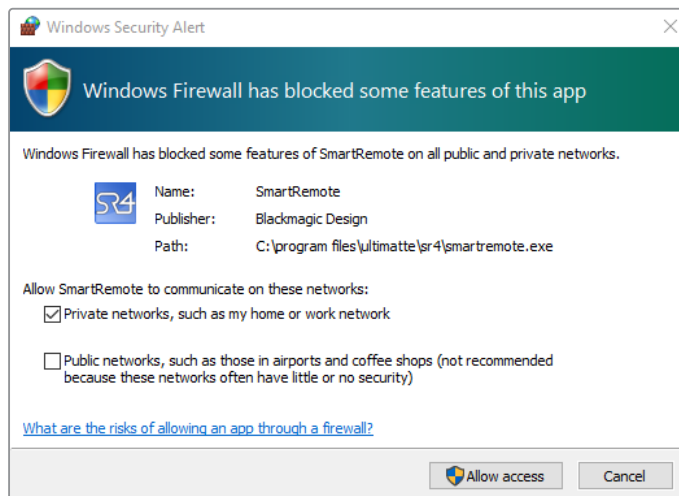 Windows Security Alert
Windows Firewall has blocked some features of this app
Windows Firewall has blocked some features of SmartRemote on all public and private networks.
SR4
Name: SmartRemote
Publisher: Blackmagic Design
Path: C:\program files\ultimatte\sr4\smartremote.exe
Allow SmartRemote to communicate on these networks:
Private networks, such as my home or work network
Public networks, such as those in airports and coffee shops (not recommended
because these networks often have little or no security)
What are the risks of allowing an app through a firewall?
Allow access Cancel